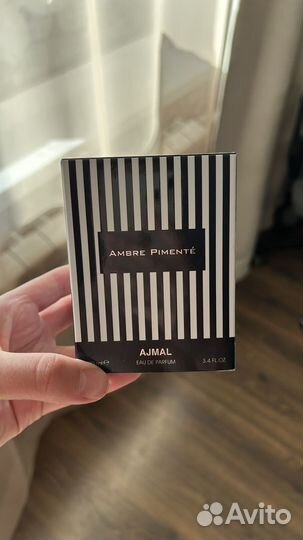 AMBRE PIMENTÉ
AJMAL
EAU DE PARFUM
3.4 FL.OZ
Avito